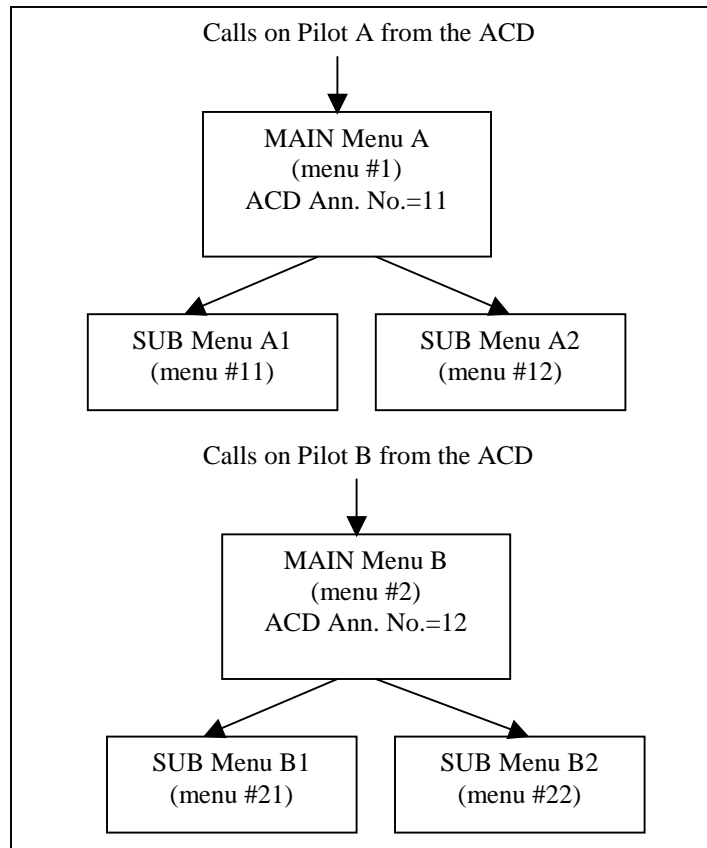 Calls on Pilot A from the ACD
MAIN Menu A
(menu #1)
ACD Ann. No.=11
SUB Menu A1
(menu #11)
SUB Menu A2
(menu #12)
Calls on Pilot B from the ACD
MAIN Menu B
(menu #2)
ACD Ann. No.=12
SUB Menu B1
(menu #21)
SUB Menu B2
(menu #22)